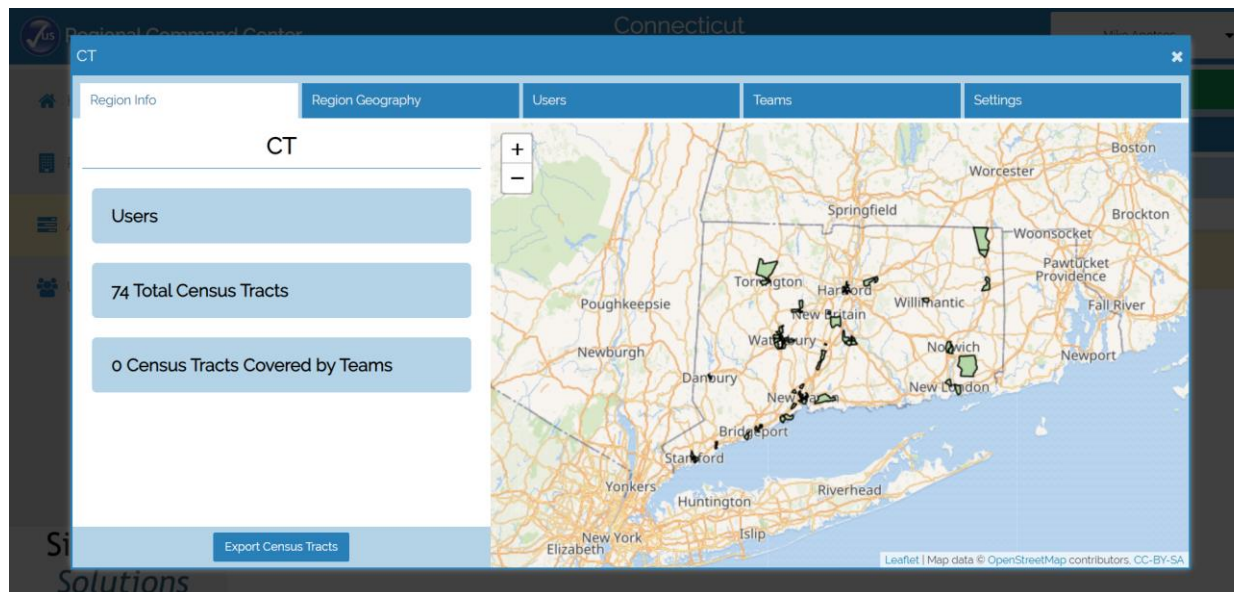 Jus
Regional Command Center
Connecticut
CT
×
Region Info
Region Geography
Users
Teams
Settings
CT
Users
74 Total Census Tracts
0 Census Tracts Covered by Teams
Export Census Tracts
+
−
Boston
Worcester
Springfield
Brockton
Woonsocket
Pawtucket
Providence
Torrington
Hartford
Willimantic
Fall River
Poughkeepsie
New Britain
Waterbury
Norwich
Newport
Newburgh
Danbury
New London
New Haven
Bridgeport
Stamford
Yonkers
Riverhead
Huntington
New York
Islip
Elizabeth
Leaflet | Map data © OpenStreetMap contributors, CC-BY-SA
Si
Solutions